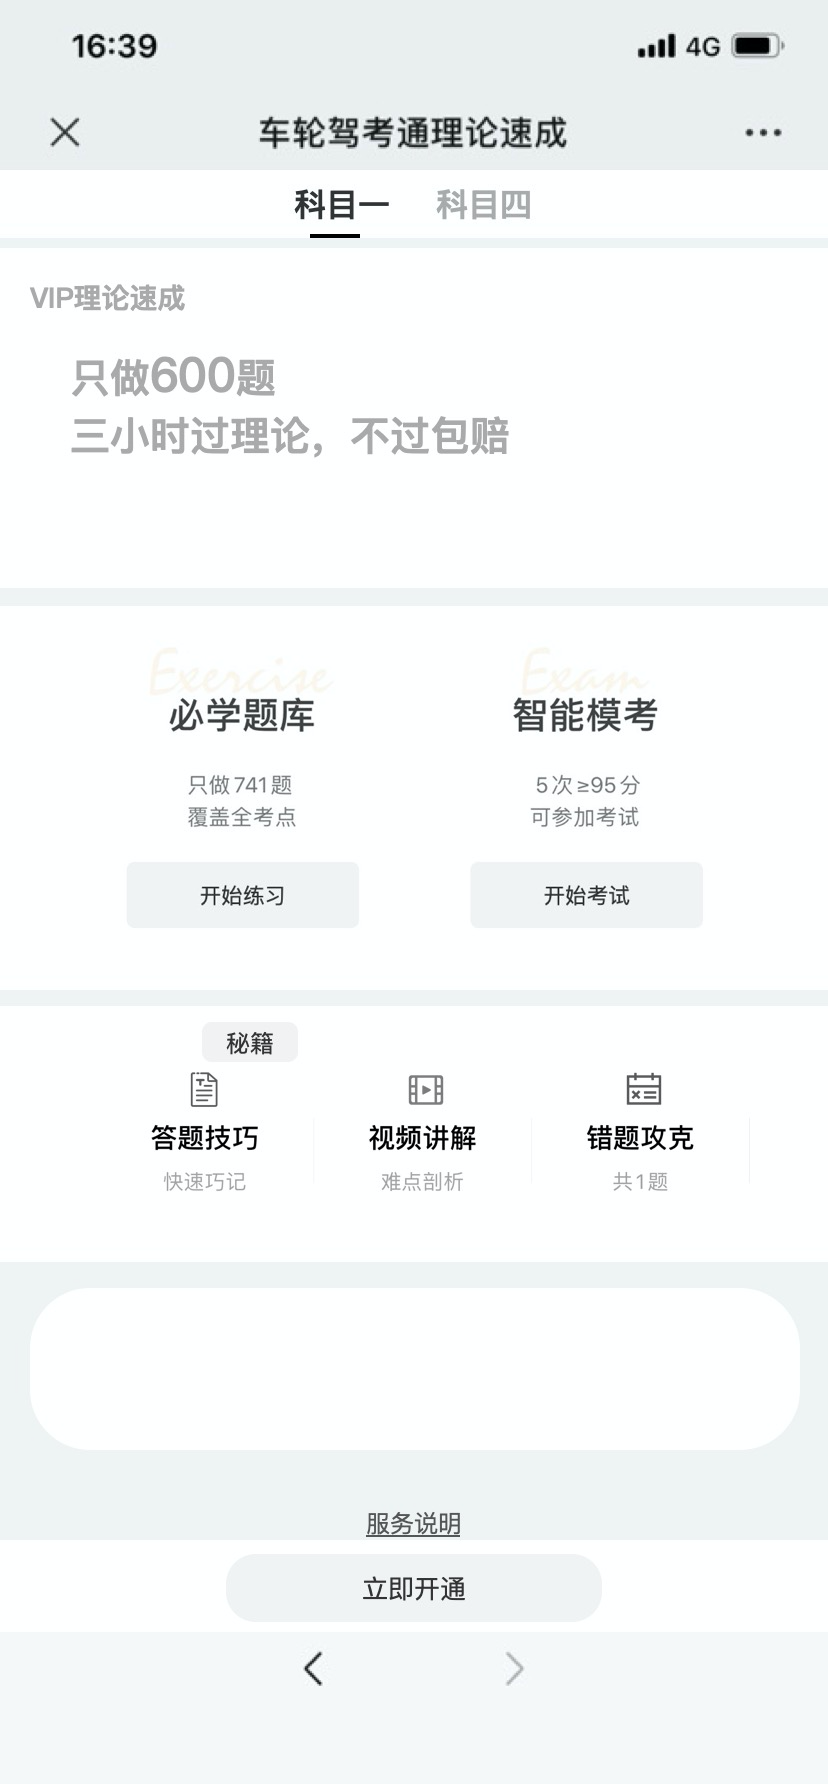 16:39
4G
车轮驾考通理论速成
科目一 科目四
VIP理论速成
只做600题
三小时过理论，不过包赔
Exercise
必学题库
只做741题
覆盖全考点
开始练习
Exam
智能模考
5次≥95分
可参加考试
开始考试
秘籍
答题技巧
快速巧记
视频讲解
难点剖析
错题攻克
共1题
服务说明
立即开通